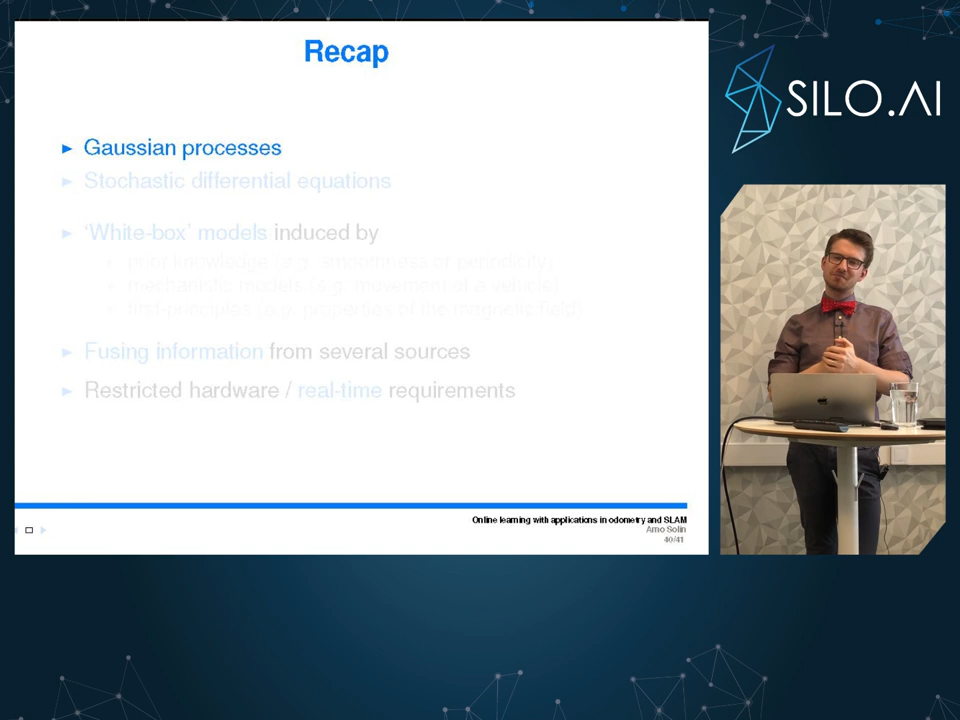 Recap
SILO.AI
► Gaussian processes
► Stochastic differential equations
► ‘White-box’ models induced by
prior knowledge (e.g. smoothness or periodicity)
mechanistic models (e.g. movement of a vehicle)
first-principles (e.g. properties of the magnetic field)
► Fusing information from several sources
► Restricted hardware / real-time requirements
Online learning with applications in odometry and SLAM
Arno Solin
40/41